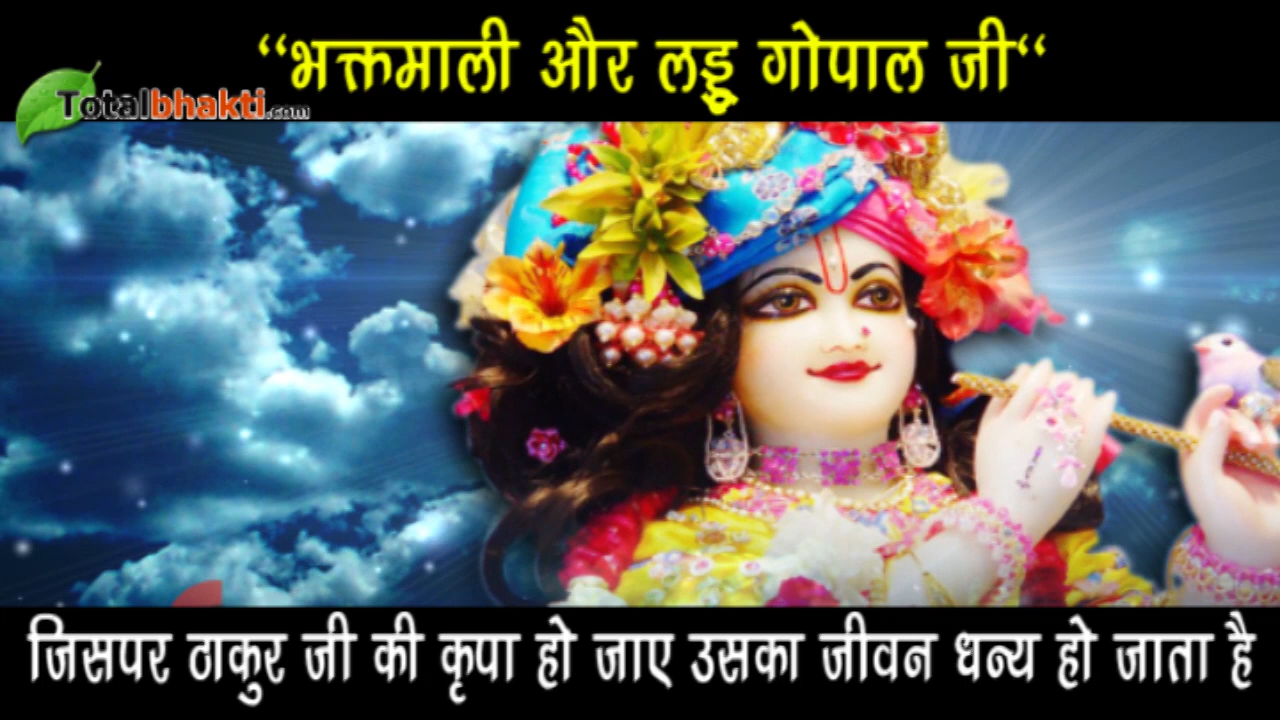 “भक्तमाली और लड्डू गोपाल जी“
Totalbhakti.com
जिसपर ठाकुर जी की कृपा हो जाए उसका जीवन धन्य हो जाता है